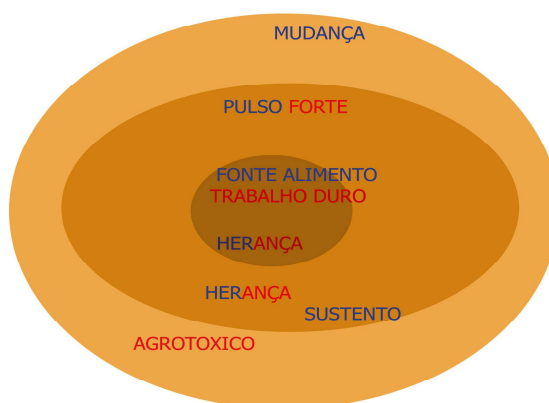 MUDANÇA
PULSO FORTE
FONTE ALIMENTO
TRABALHO DURO
HERANÇA
HERANÇA
SUSTENTO
AGROTOXICO